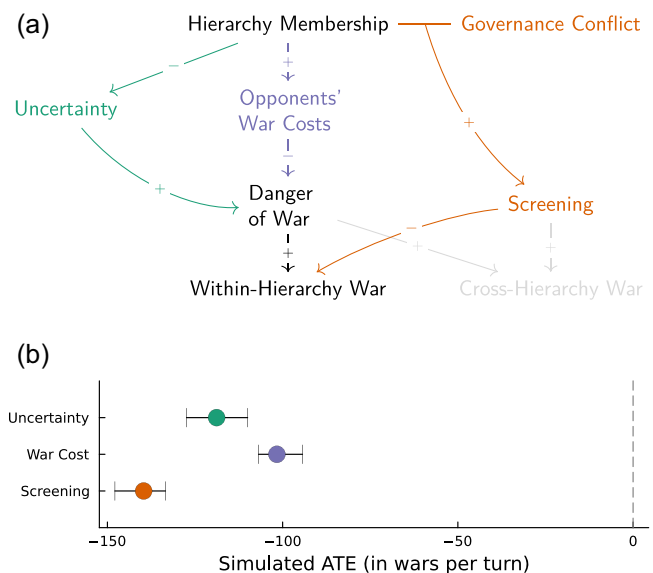 (a)
Hierarchy Membership
Governance Conflict
−
+
Uncertainty
Opponents'
War Costs
+
−
+
Danger
of War
Screening
−
+
+
+
Within-Hierarchy War
Cross-Hierarchy War
(b)
Uncertainty
War Cost
Screening
−150
−100
−50
0
Simulated ATE (in wars per turn)